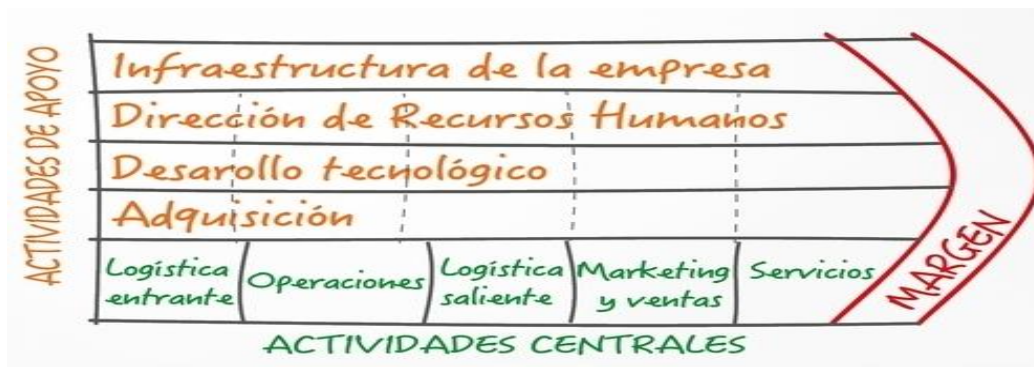 ACTIVIDADES DE APOYO
Infraestructura de la empresa
Dirección de Recursos Humanos
Desarollo tecnológico
Adquisición
Logística entrante
Operaciones
Logística saliente
Marketing y ventas
Servicios
MARGEN
ACTIVIDADES CENTRALES